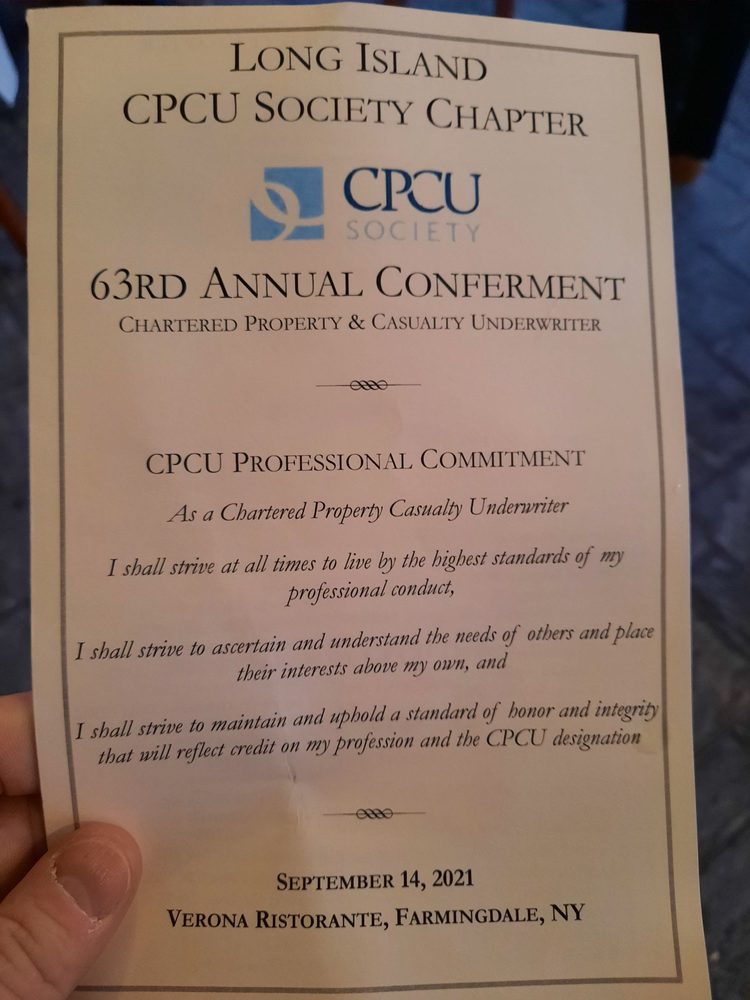 LONG ISLAND
CPCU SOCIETY CHAPTER
CPCU
SOCIETY
63RD ANNUAL CONFERMENT
CHARTERED PROPERTY & CASUALTY UNDERWRITER
CPCU PROFESSIONAL COMMITMENT
As a Chartered Property Casualty Underwriter
I shall strive at all times to live by the highest standards of my
professional conduct,
I shall strive to ascertain and understand the needs of others and place
their interests above my own, and
I shall strive to maintain and uphold a standard of honor and integrity
that will reflect credit on my profession and the CPCU designation
SEPTEMBER 14, 2021
VERONA RISTORANTE, FARMINGDALE, NY